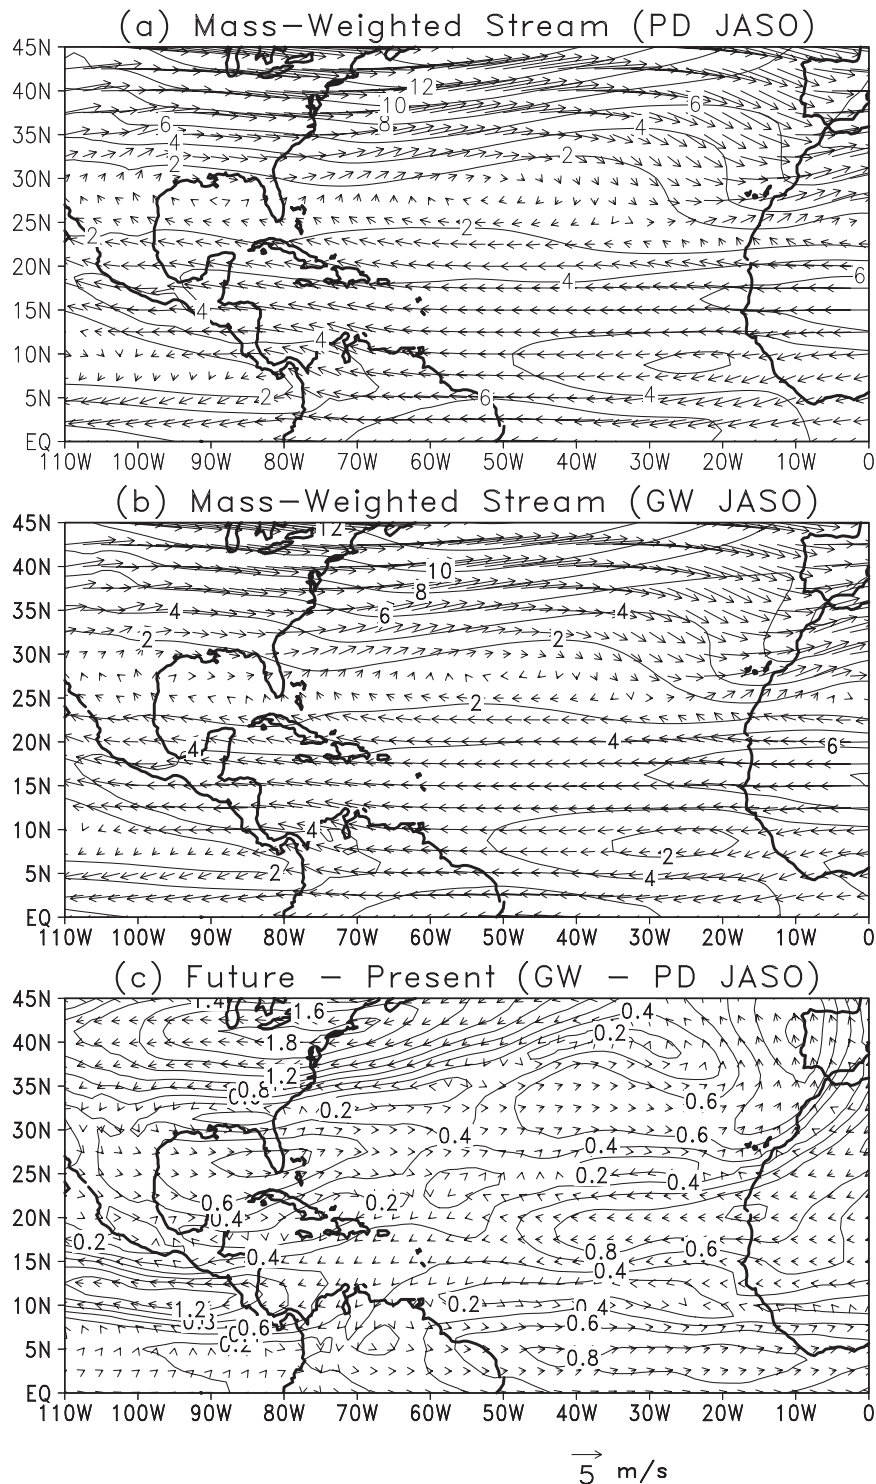 (a) Mass-Weighted Stream (PD JASO)
45N
40N
35N
30N
25N
20N
15N
10N
5N
EQ
12
10
8
6
6
4
4
2
2
2
2
4
6
4
4
2
6
4
110W 100W 90W 80W 70W 60W 50W 40W 30W 20W 10W 0
(b) Mass-Weighted Stream (GW JASO)
45N
40N
35N
30N
25N
20N
15N
10N
5N
EQ
12
10
8
6
4
4
2
2
2
4
4
6
4
2
2
4
110W 100W 90W 80W 70W 60W 50W 40W 30W 20W 10W 0
(c) Future - Present (GW - PD JASO)
45N
40N
35N
30N
25N
20N
15N
10N
5N
EQ
1.4
1.6
0.4
0.2
1.8
1.2
0.8
0.2
0.6
0.4
0.4
0.6
0.2
0.4
0.6
0.4
0.2
0.2
0.4
0.8
0.6
0.4
1.2
0.2
0.4
0.6
0.6
0.8
110W 100W 90W 80W 70W 60W 50W 40W 30W 20W 10W 0
5 m/s